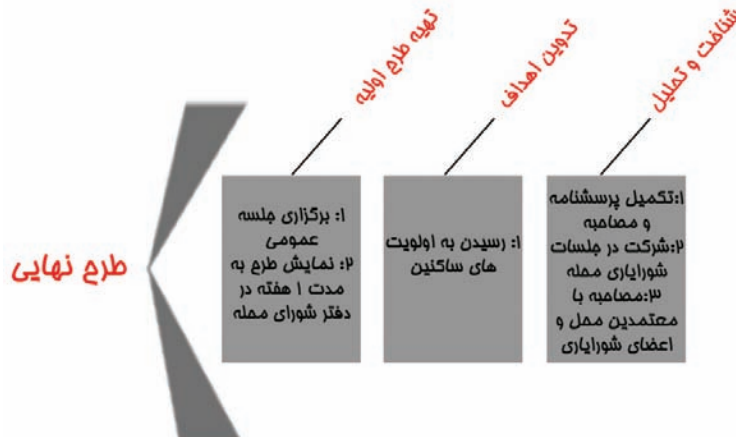 شناخت و تحلیل
۱:تکمیل پرسشنامه
و مصاحبه
۲:شرکت در جلسات
شورایاری محله
۳:مصاحبه با
معتمدین محل و
اعضای شورایاری
تدوین اهداف
۱: رسیدن به اولویت
های ساکنین
تهیه طرح اولیه
۱: برگزاری جلسه
عمومی
۲: نمایش طرح به
مدت ۱ هفته در
دفتر شورای محله
طرح نهایی